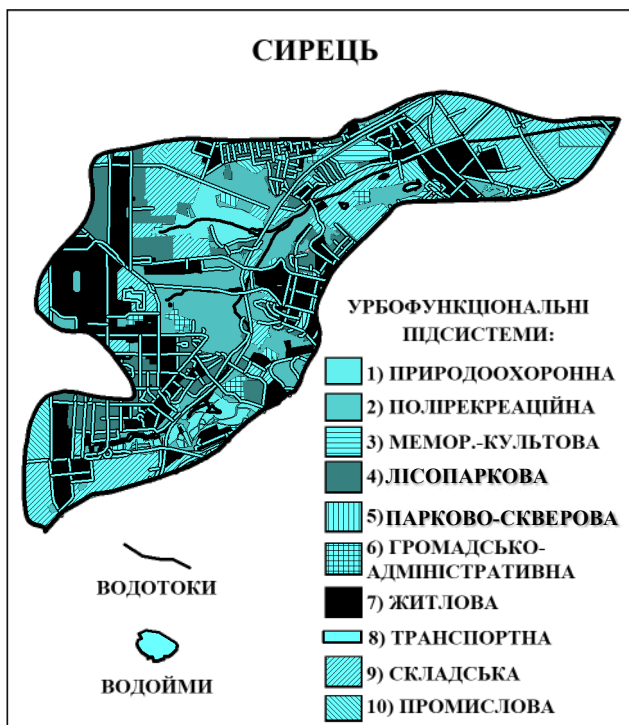 СИРЕЦЬ
УРБОФУНКЦІОНАЛЬНІ
ПІДСИСТЕМИ:
1) ПРИРОДООХОРОННА
2) ПОЛІРЕКРЕАЦІЙНА
3) МЕМОР.-КУЛЬТОВА
4) ЛІСОПАРКОВА
5) ПАРКОВО-СКВЕРОВА
6) ГРОМАДСЬКО-
АДМІНІСТРАТИВНА
7) ЖИТЛОВА
8) ТРАНСПОРТНА
9) СКЛАДСЬКА
10) ПРОМИСЛОВА
ВОДОТОКИ
ВОДОЙМИ